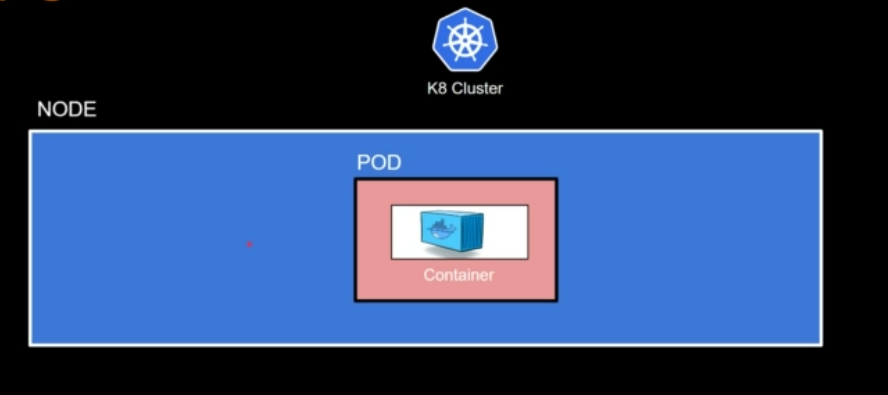 K8 Cluster
NODE
POD
Container